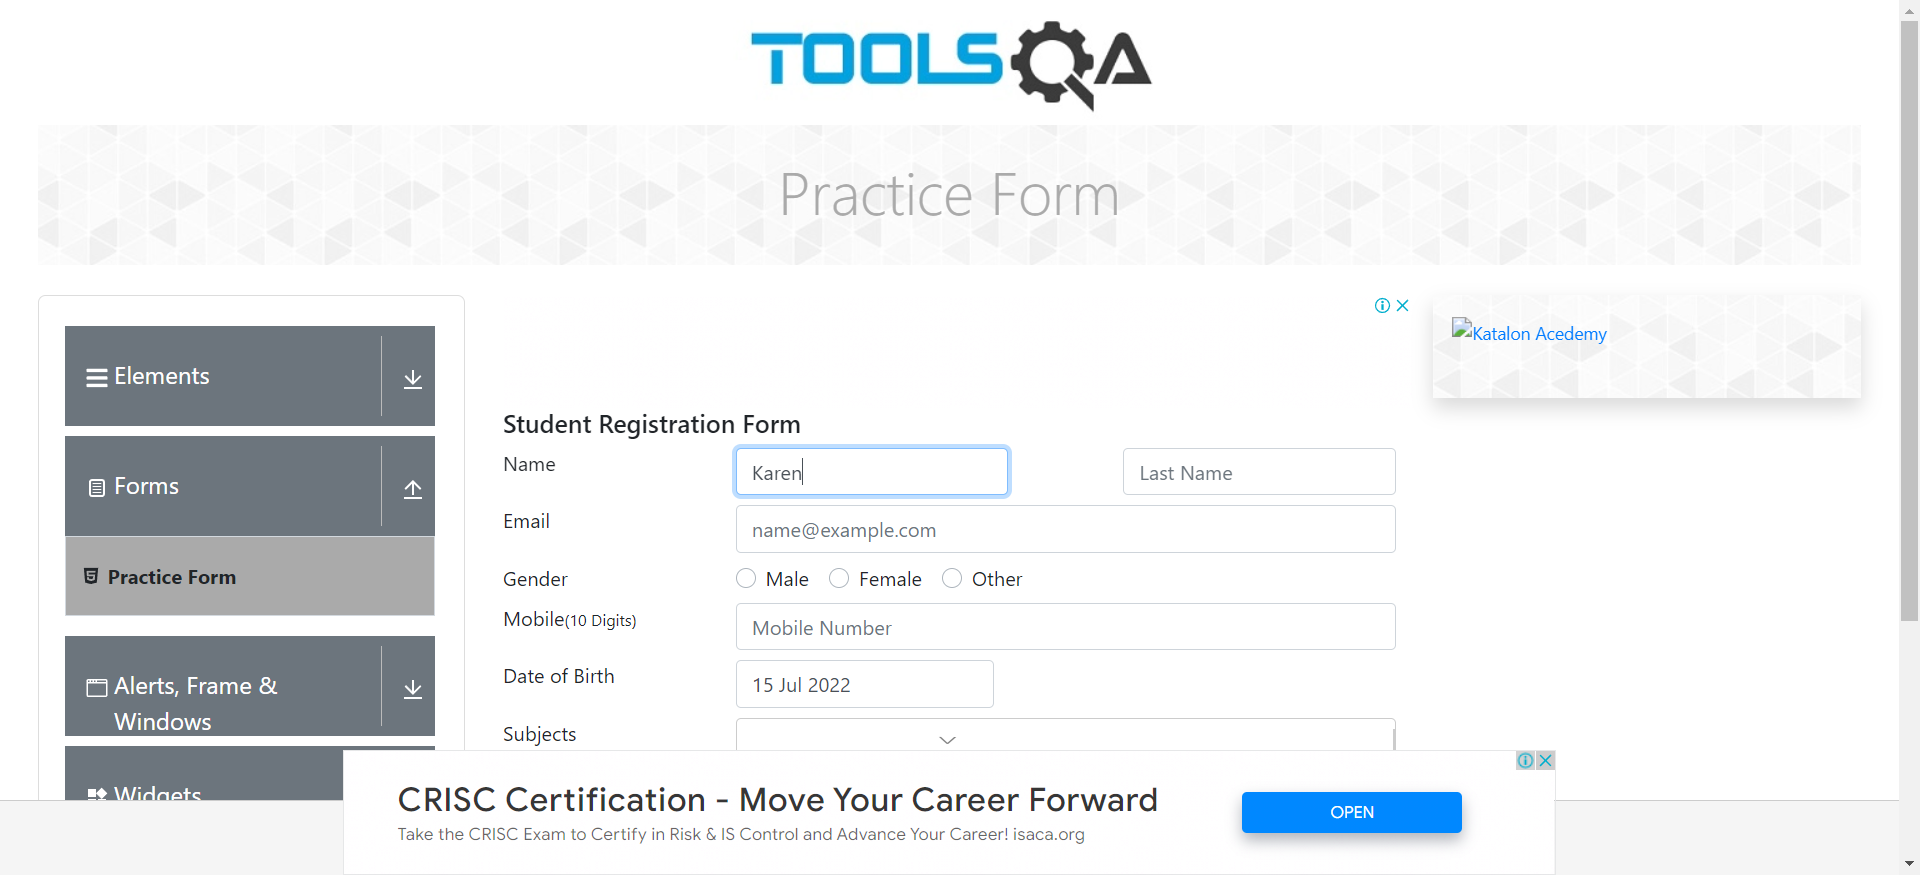 TOOLSQA
Practice Form
Elements
Forms
Practice Form
Alerts, Frame &
Windows
Widgets
Student Registration Form
Name
Karen
Last Name
Email
name@example.com
Gender
Male
Female
Other
Mobile(10 Digits)
Mobile Number
Date of Birth
15 Jul 2022
Subjects
Katalon Acedemy
CRISC Certification - Move Your Career Forward
Take the CRISC Exam to Certify in Risk & IS Control and Advance Your Career! isaca.org
OPEN